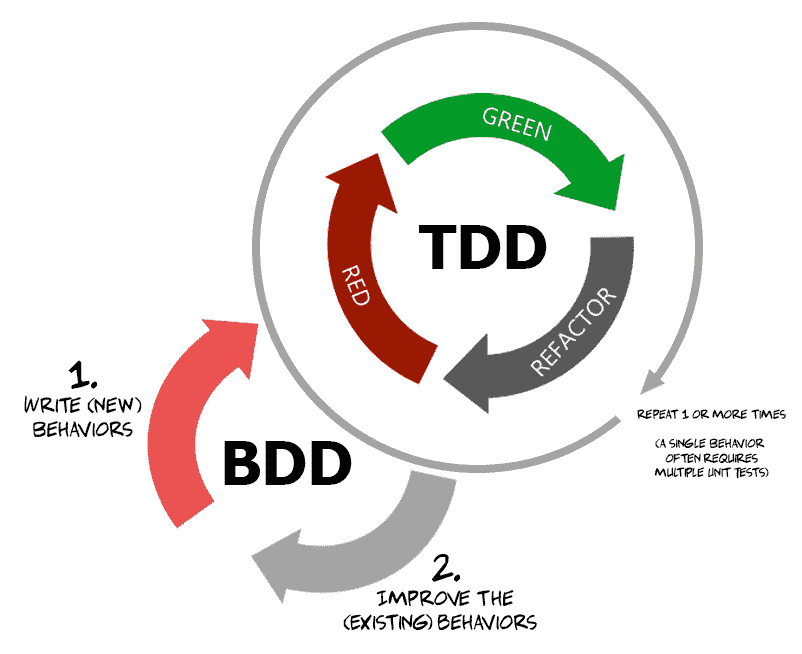 GREEN
TDD
RED
REFACTOR
1.
WRITE (NEW)
BEHAVIORS
REPEAT 1 OR MORE TIMES
(A SINGLE BEHAVIOR
OFTEN REQUIRES
MULTIPLE UNIT TESTS)
BDD
2.
IMPROVE THE
(EXISTING) BEHAVIORS